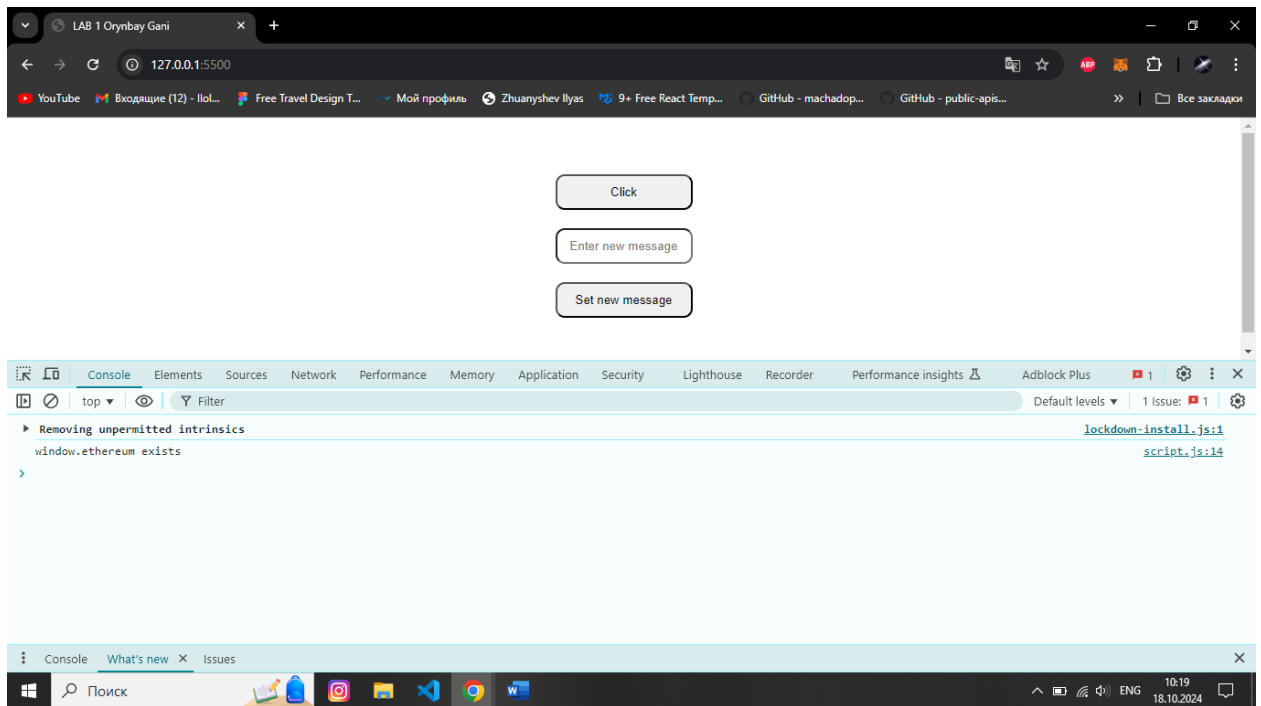 LAB 1 Orynbay Gani
127.0.0.1:5500
YouTube Входящие (12) - llol... Free Travel Design T... Мой профиль Zhuanyshev Ilyas 9+ Free React Temp... GitHub - machadop... GitHub - public-apis... » Все закладки
Click
Enter new message
Set new message
Console Elements Sources Network Performance Memory Application Security Lighthouse Recorder Performance insights Adblock Plus 1
top Filter Default levels 1 Issue: 1
Removing unpermitted intrinsics lockdown-install.js:1
window.ethereum exists script.js:14
Console What's new Issues
Поиск ENG 10:19
18.10.2024